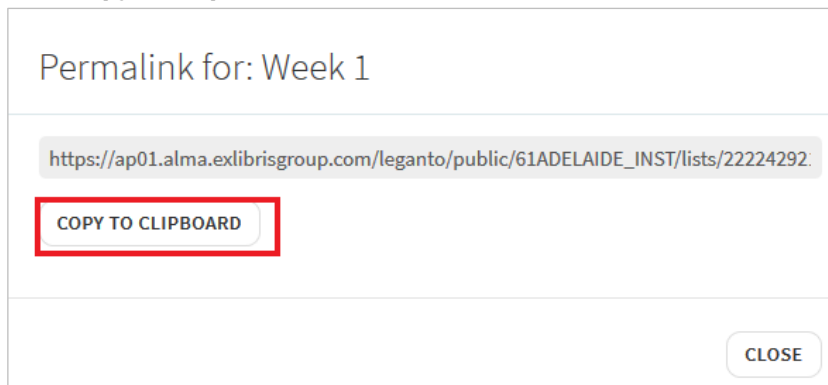 Permalink for: Week 1
https://ap01.alma.exlibrisgroup.com/leganto/public/61ADELAIDE_INST/lists/22224292
COPY TO CLIPBOARD
CLOSE